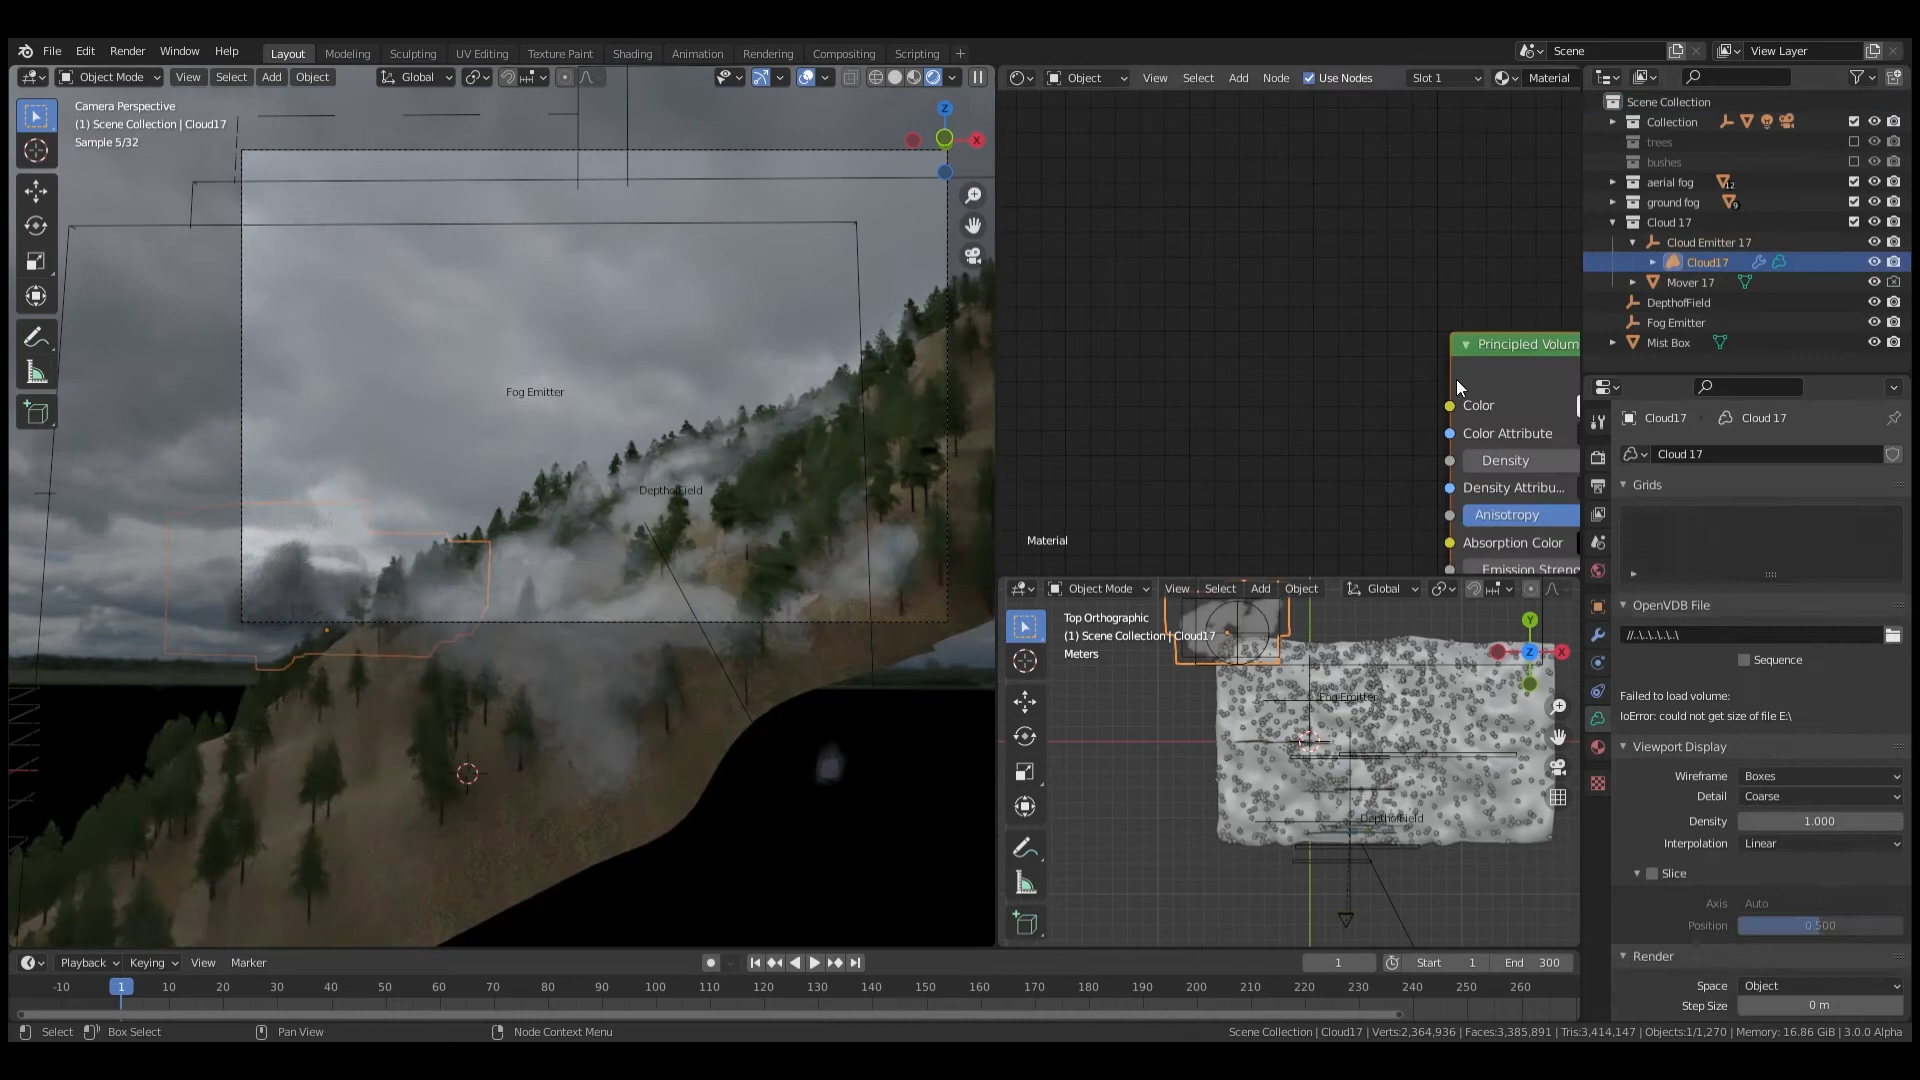 File Edit Render Window Help Layout Modeling Sculpting UV Editing Texture Paint Shading Animation Rendering Compositing Scripting + Scene View Layer
Object Mode View Select Add Object Global
Object View Select Add Node Use Nodes Slot 1 Material
Camera Perspective
(1) Scene Collection | Cloud17
Sample 5/32
Z
X
Fog Emitter
DepthofField
Principled Volum
Color
Color Attribute
Density
Density Attribu...
Anisotropy
Absorption Color
Emission Streng
Material
Object Mode View Select Add Object Global
Top Orthographic
(1) Scene Collection | Cloud17
Meters
Y
Z
X
Fog Emitter
DepthofField
Scene Collection
Collection
trees
bushes
aerial fog 12
ground fog 9
Cloud 17
Cloud Emitter 17
Cloud17
Mover 17
DepthofField
Fog Emitter
Mist Box
Cloud17 Cloud 17
Cloud 17
Grids
OpenVDB File
//..\..\..\..\..\
Sequence
Failed to load volume:
IoError: could not get size of file E:\
Viewport Display
Wireframe Boxes
Detail Coarse
Density 1.000
Interpolation Linear
Slice
Axis Auto
Position 0.500
Render
Space Object
Step Size 0 m
Playback Keying View Marker 1 Start 1 End 300
-10 1 10 20 30 40 50 60 70 80 90 100 110 120 130 140 150 160 170 180 190 200 210 220 230 240 250 260
Select Box Select Pan View Node Context Menu Scene Collection | Cloud17 | Verts:2,364,936 | Faces:3,385,891 | Tris:3,414,147 | Objects:1/1,270 | Memory: 16.86 GiB | 3.0.0 Alpha